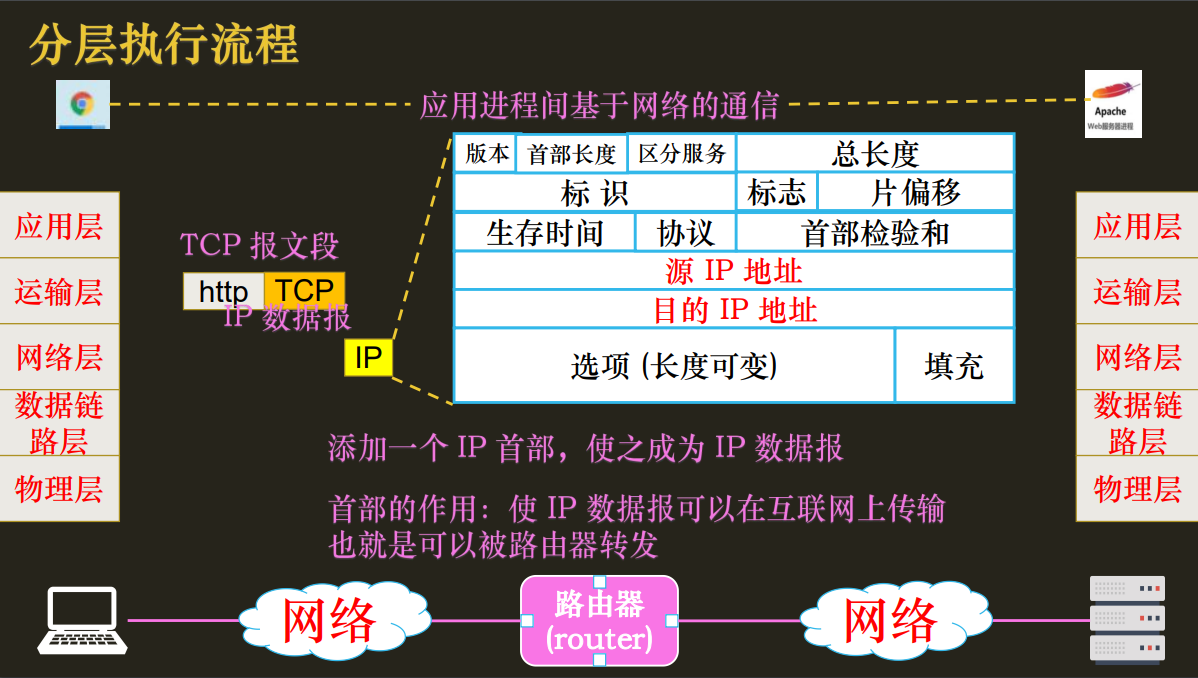 分层执行流程
应用进程间基于网络的通信
Apache
Web服务器进程
版本 首部长度 区分服务 总长度
标 识 标志 片偏移
生存时间 协议 首部检验和
源 IP 地址
目的 IP 地址
选项 (长度可变) 填充
应用层
运输层
网络层
数据链
路层
物理层
TCP 报文段
http TCP
IP 数据报
IP
应用层
运输层
网络层
数据链
路层
物理层
添加一个 IP 首部，使之成为 IP 数据报
首部的作用：使 IP 数据报可以在互联网上传输
也就是可以被路由器转发
网络
路由器
(router)
网络